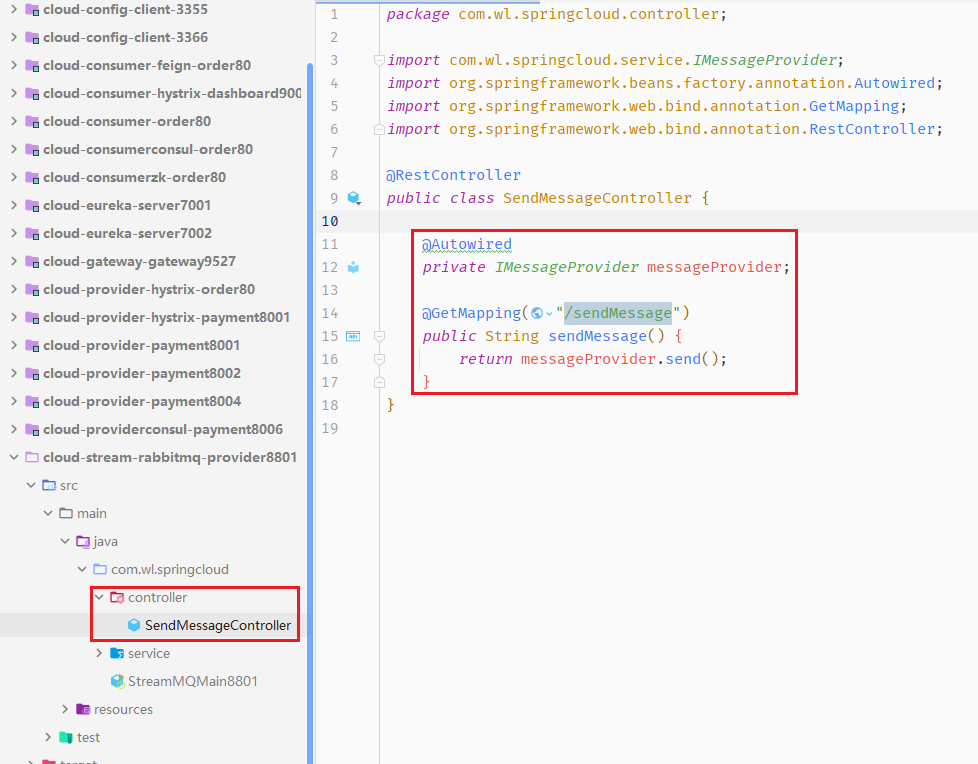 cloud-config-client-3355
cloud-config-client-3366
cloud-consumer-feign-order80
cloud-consumer-hystrix-dashboard900
cloud-consumer-order80
cloud-consumerconsul-order80
cloud-consumerzk-order80
cloud-eureka-server7001
cloud-eureka-server7002
cloud-gateway-gateway9527
cloud-provider-hystrix-order80
cloud-provider-hystrix-payment8001
cloud-provider-payment8001
cloud-provider-payment8002
cloud-provider-payment8004
cloud-providerconsul-payment8006
cloud-stream-rabbitmq-provider8801
src
main
java
com.wl.springcloud
controller
SendMessageController
service
StreamMQMain8801
resources
test
target
1 package com.wl.springcloud.controller;
2
3 import com.wl.springcloud.service.IMessageProvider;
4 import org.springframework.beans.factory.annotation.Autowired;
5 import org.springframework.web.bind.annotation.GetMapping;
6 import org.springframework.web.bind.annotation.RestController;
7
8 @RestController
9 public class SendMessageController {
10
11 @Autowired
12 private IMessageProvider messageProvider;
13
14 @GetMapping("/sendMessage")
15 public String sendMessage() {
16 return messageProvider.send();
17 }
18 }
19